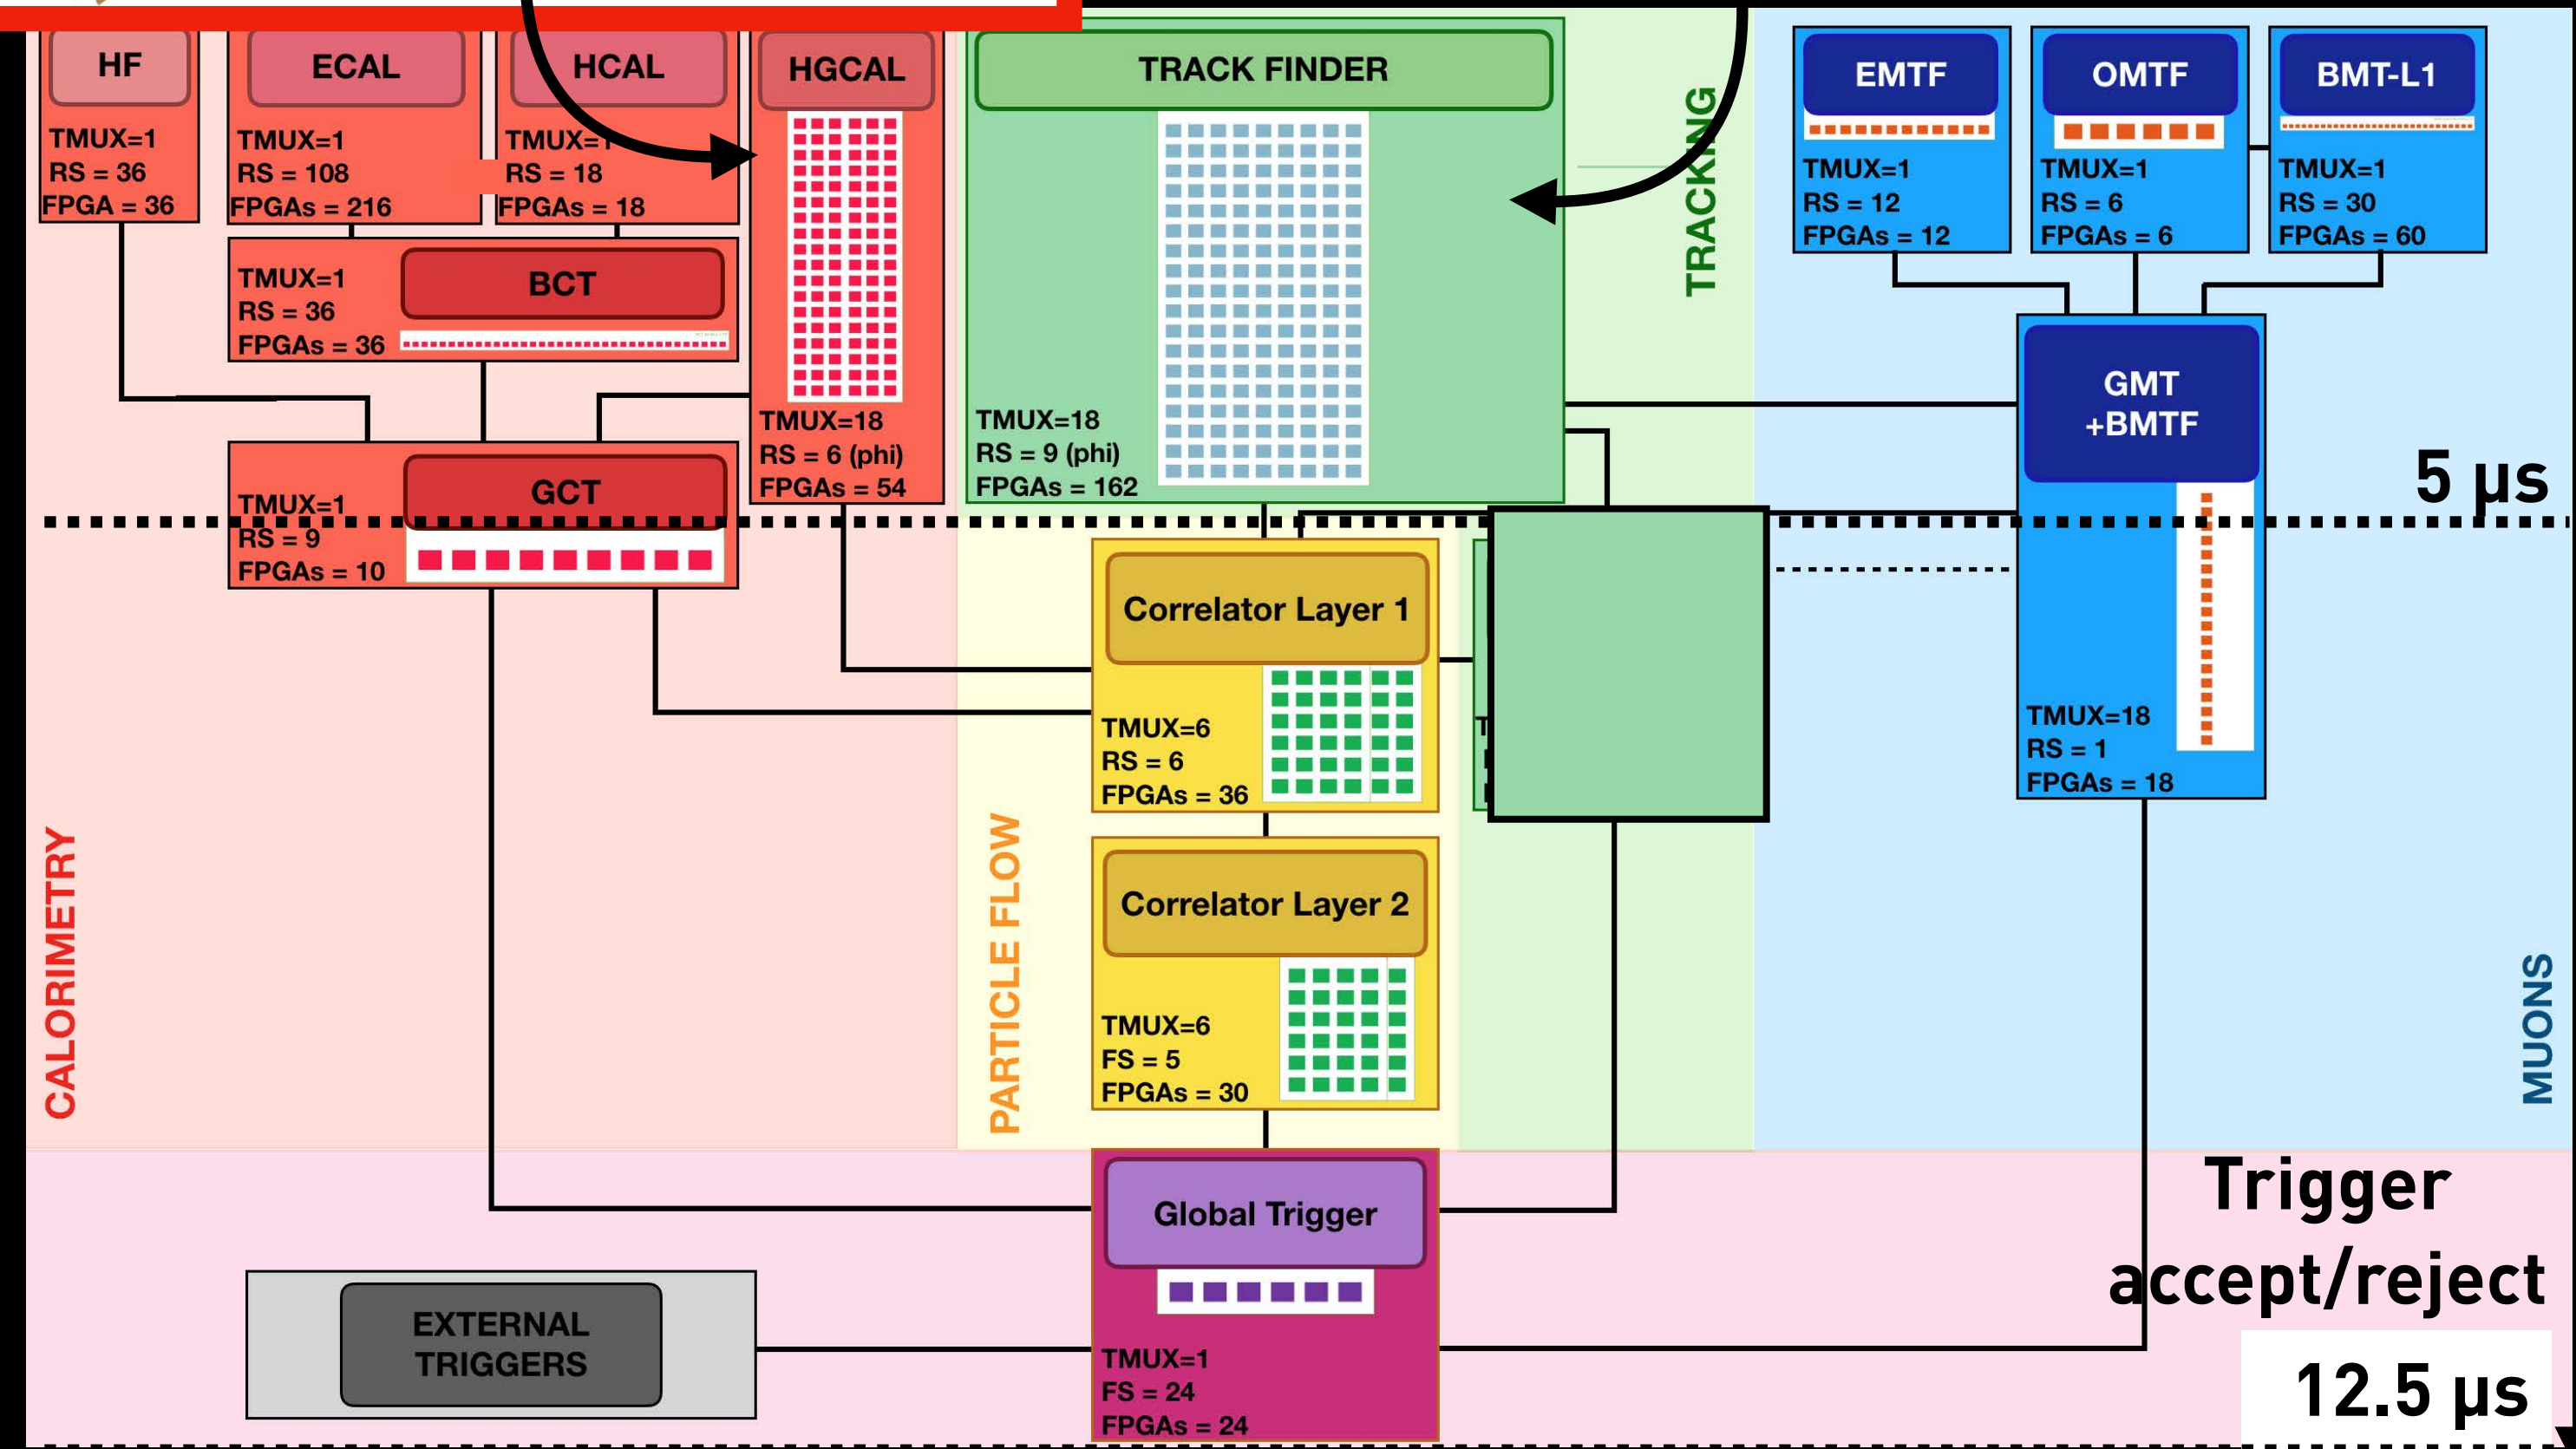 HF
TMUX=1
RS = 36
FPGA = 36
ECAL
TMUX=1
RS = 108
FPGAs = 216
HCAL
TMUX=1
RS = 18
FPGAs = 18
BCT
TMUX=1
RS = 36
FPGAs = 36
HGCAL
TMUX=18
RS = 6 (phi)
FPGAs = 54
GCT
TMUX=1
RS = 9
FPGAs = 10
TRACK FINDER
TMUX=18
RS = 9 (phi)
FPGAs = 162
TRACKING
EMTF
TMUX=1
RS = 12
FPGAs = 12
OMTF
TMUX=1
RS = 6
FPGAs = 6
BMT-L1
TMUX=1
RS = 30
FPGAs = 60
GMT
+BMTF
TMUX=18
RS = 1
FPGAs = 18
5 µs
Correlator Layer 1
TMUX=6
RS = 6
FPGAs = 36
Correlator Layer 2
TMUX=6
FS = 5
FPGAs = 30
CALORIMETRY
PARTICLE FLOW
MUONS
Global Trigger
TMUX=1
FS = 24
FPGAs = 24
EXTERNAL
TRIGGERS
Trigger
accept/reject
12.5 µs